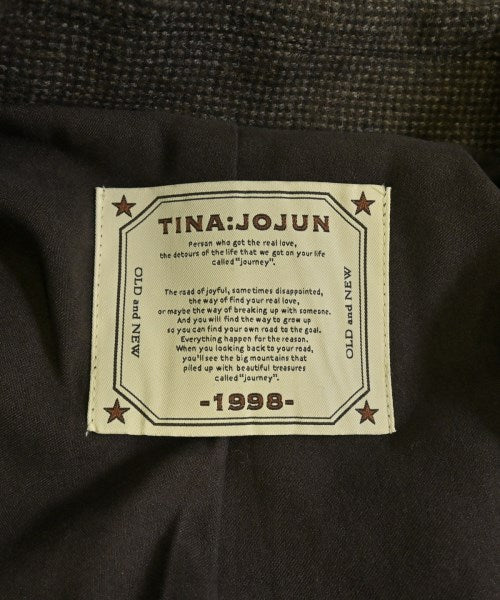 TINA:JOJUN
Person who got the real love,
the detours of the life that we got on your life
called "journey".
The road of joyful, sometimes disappointed,
the way of find your real love,
or maybe the way of breaking up with someone.
And you will find the way to grow up
so you can find your own road to the goal.
Everything happen for the reason.
When you looking back to your road,
you'll see the big mountains that
piled up with beautiful treasures
called "journey".
-1998-
OLD and NEW
OLD and NEW